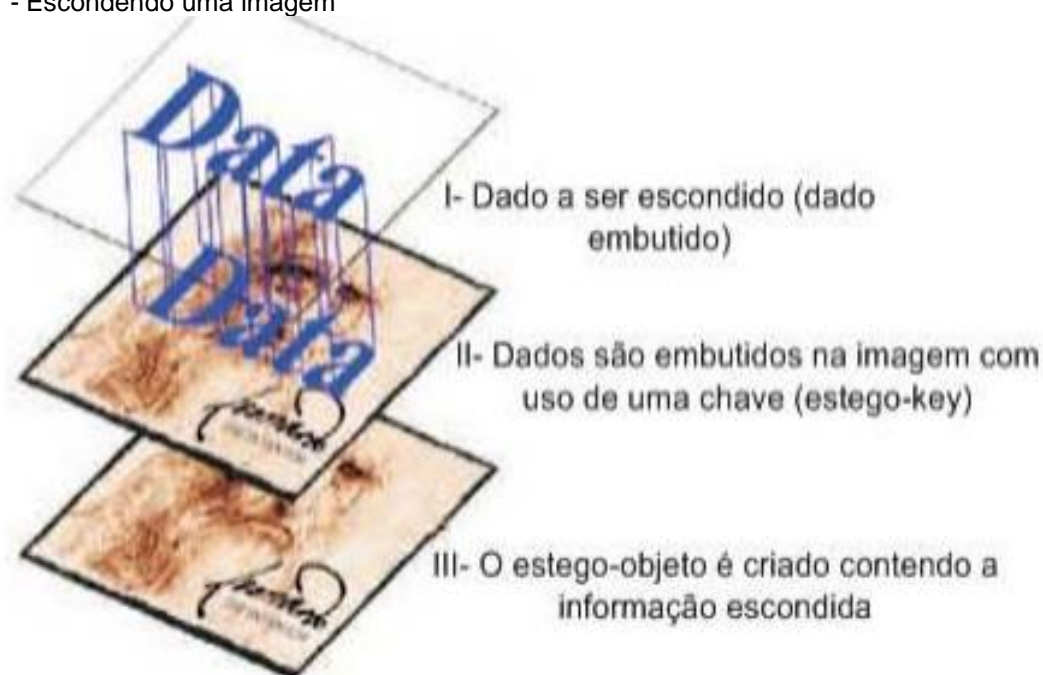 - Escondendo uma imagem
Data
Data
I- Dado a ser escondido (dado
embutido)
II- Dados são embutidos na imagem com
uso de uma chave (estego-key)
III- O estego-objeto é criado contendo a
informação escondida